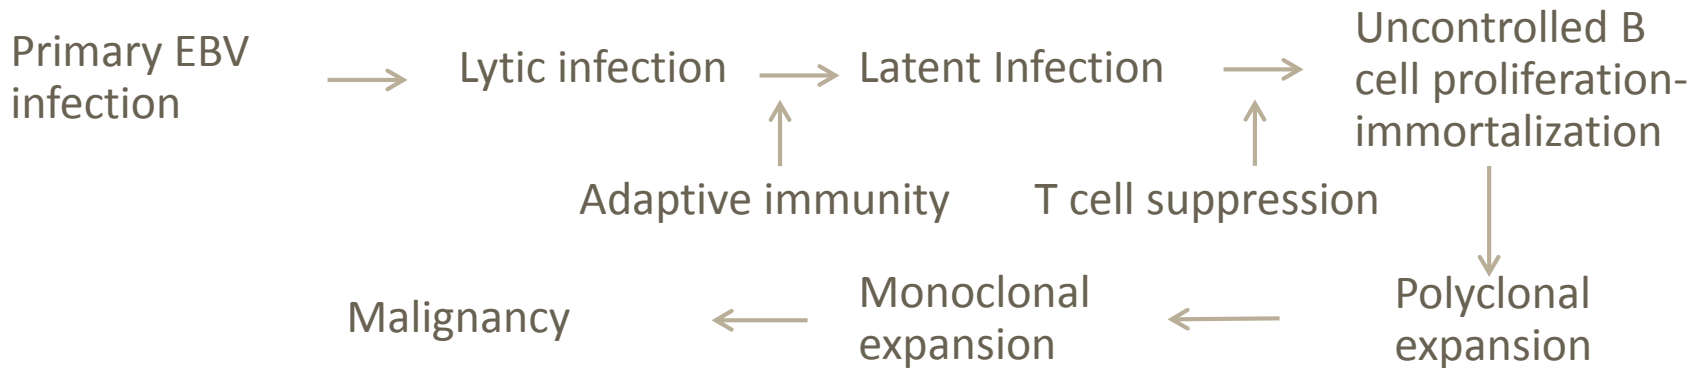 Primary EBV
infection
Lytic infection
Latent Infection
Uncontrolled B
cell proliferation-
immortalization
Adaptive immunity
T cell suppression
Polyclonal
expansion
Monoclonal
expansion
Malignancy